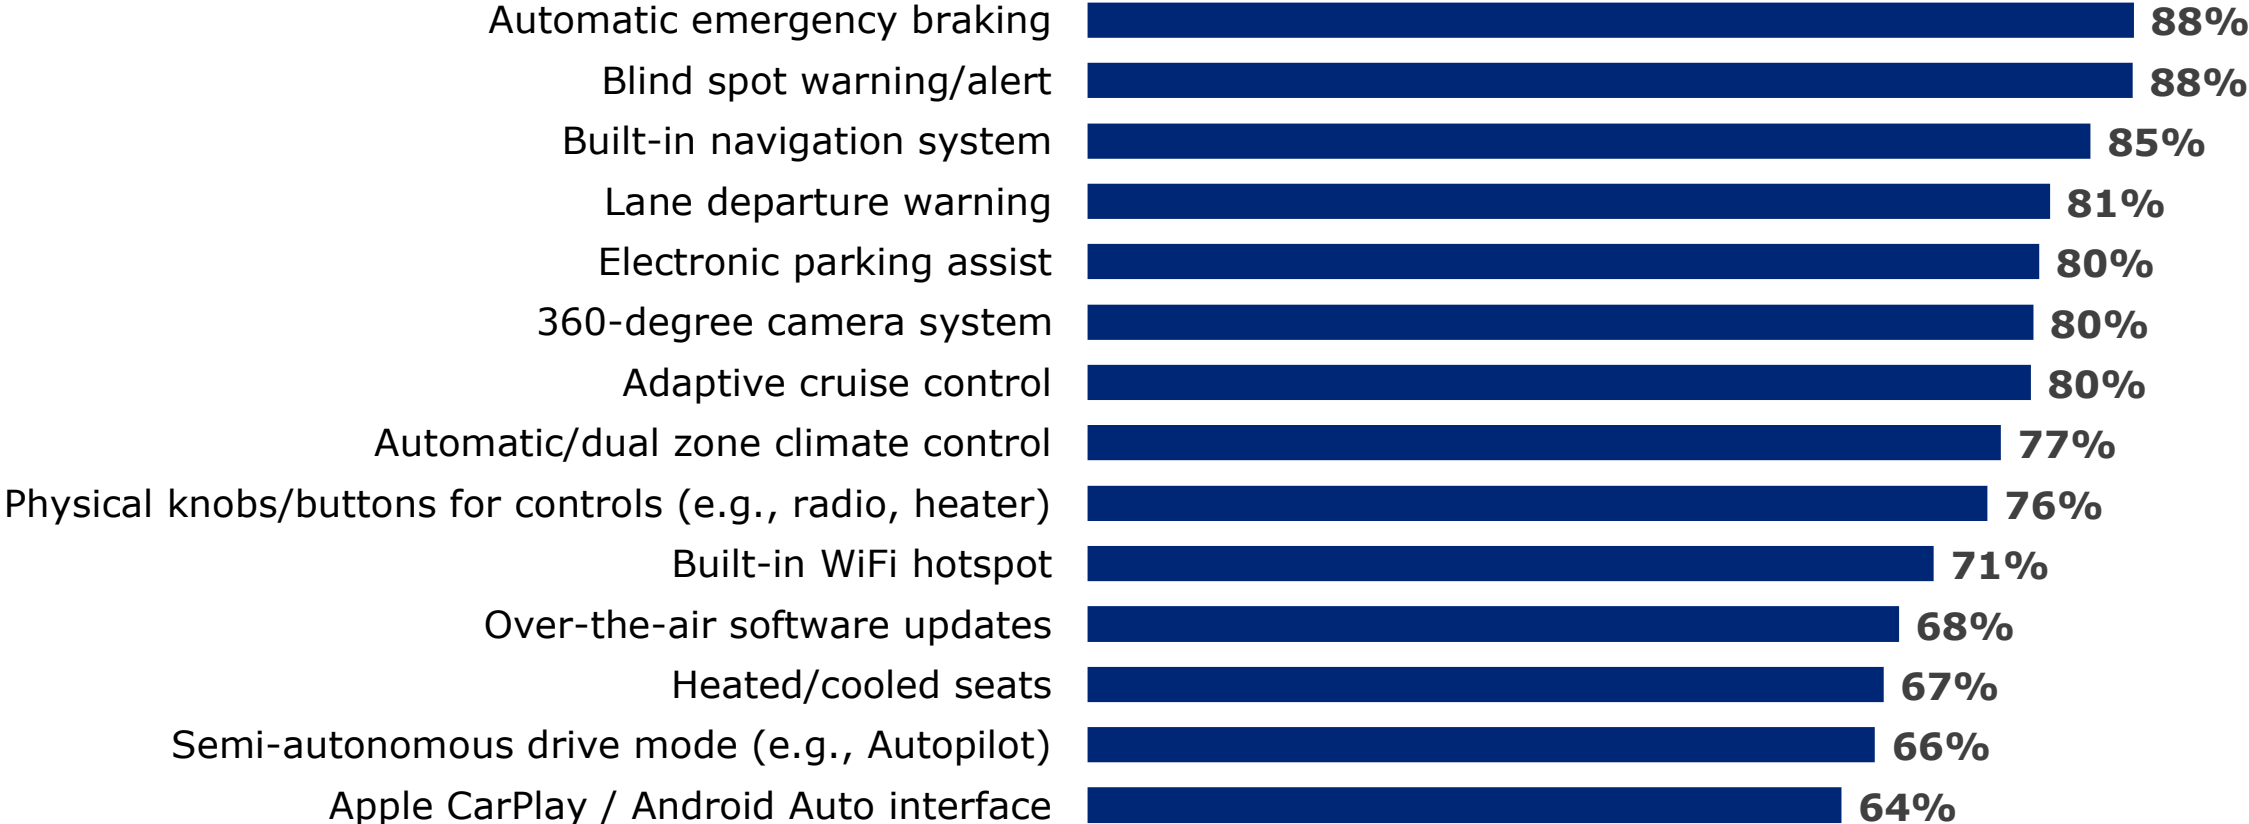 Automatic emergency braking 88%
Blind spot warning/alert 88%
Built-in navigation system 85%
Lane departure warning 81%
Electronic parking assist 80%
360-degree camera system 80%
Adaptive cruise control 80%
Automatic/dual zone climate control 77%
Physical knobs/buttons for controls (e.g., radio, heater) 76%
Built-in WiFi hotspot 71%
Over-the-air software updates 68%
Heated/cooled seats 67%
Semi-autonomous drive mode (e.g., Autopilot) 66%
Apple CarPlay / Android Auto interface 64%